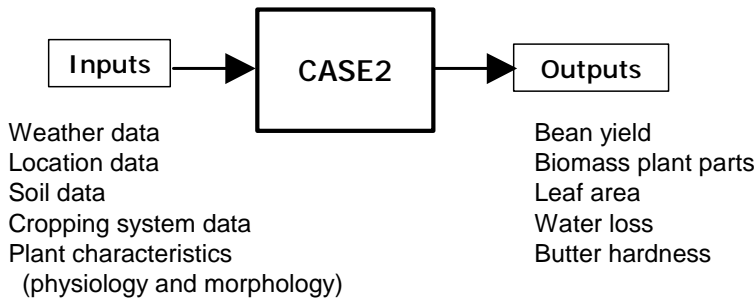 Inputs
CASE2
Outputs
Weather data
Location data
Soil data
Cropping system data
Plant characteristics
(physiology and morphology)
Bean yield
Biomass plant parts
Leaf area
Water loss
Butter hardness